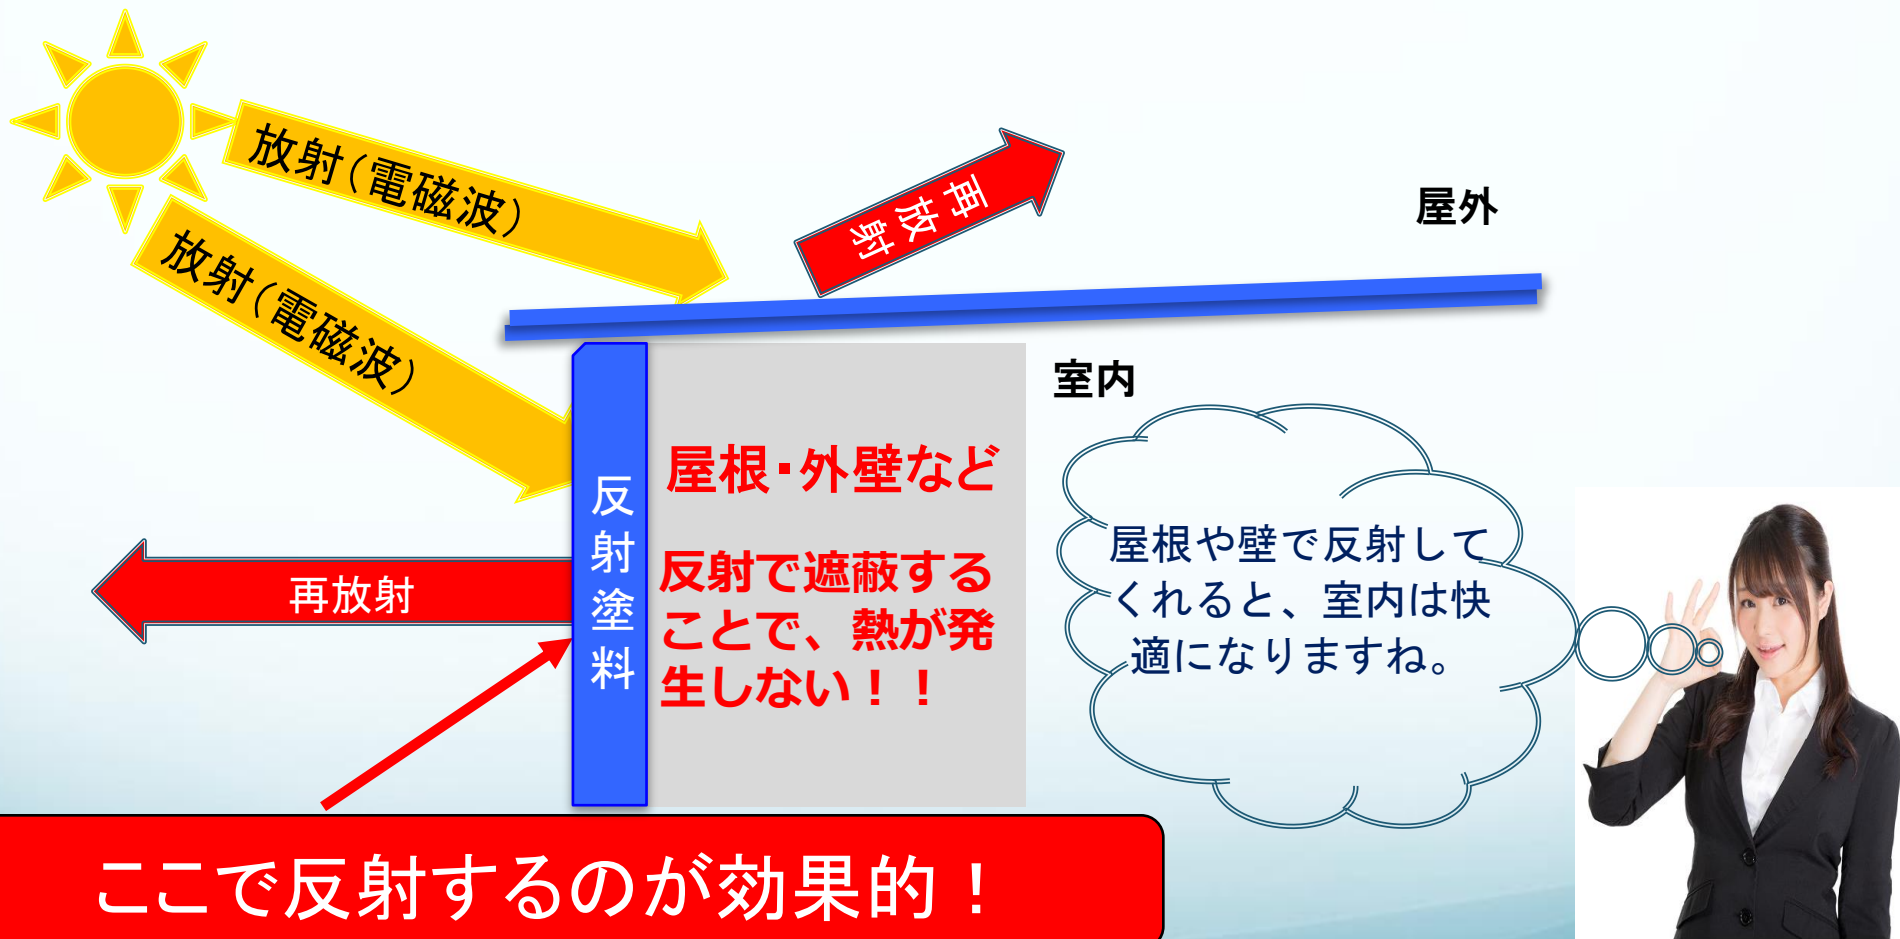 放射（電磁波）
再放射
屋外
放射（電磁波）
室内
反射塗料
屋根・外壁など
反射で遮蔽する
ことで、熱が発
生しない！！
屋根や壁で反射して
くれると、室内は快
適になりますね。
再放射
ここで反射するのが効果的！